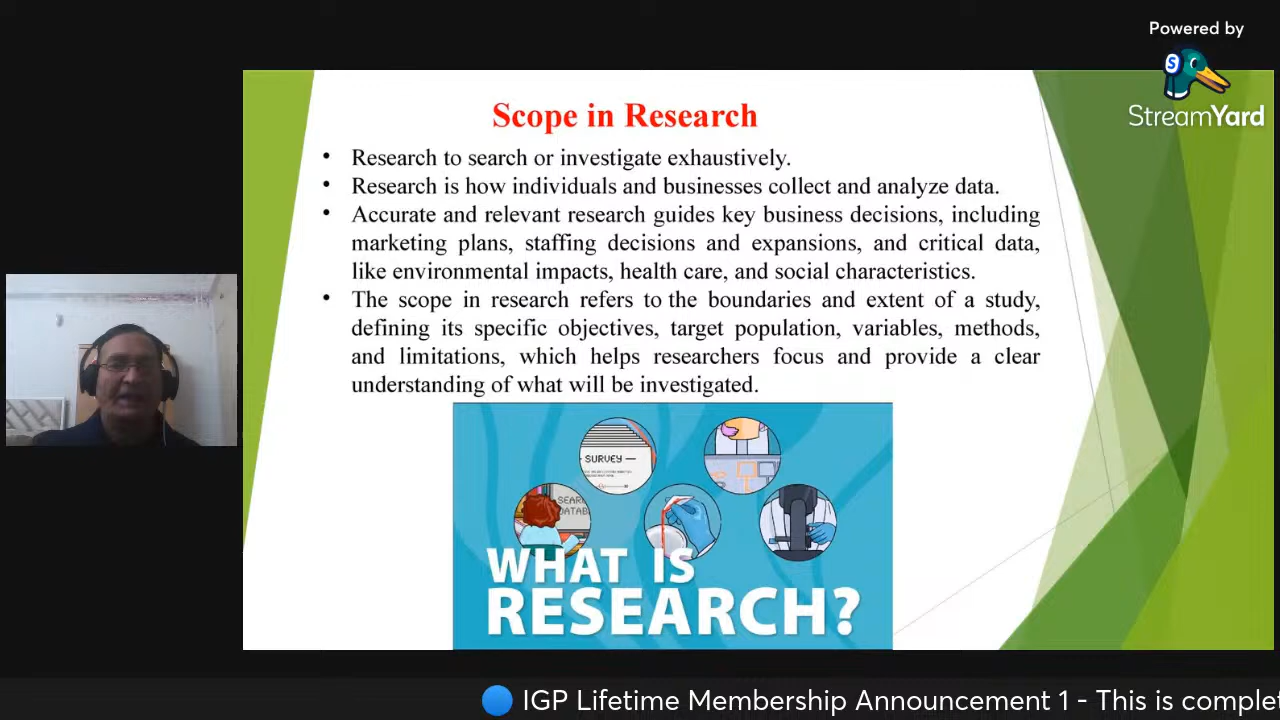 Powered by
StreamYard
Scope in Research
• Research to search or investigate exhaustively.
• Research is how individuals and businesses collect and analyze data.
• Accurate and relevant research guides key business decisions, including
marketing plans, staffing decisions and expansions, and critical data,
like environmental impacts, health care, and social characteristics.
• The scope in research refers to the boundaries and extent of a study,
defining its specific objectives, target population, variables, methods,
and limitations, which helps researchers focus and provide a clear
understanding of what will be investigated.
SURVEY
SEAR
DATAB
WHAT IS
RESEARCH?
IGP Lifetime Membership Announcement 1 - This is comple